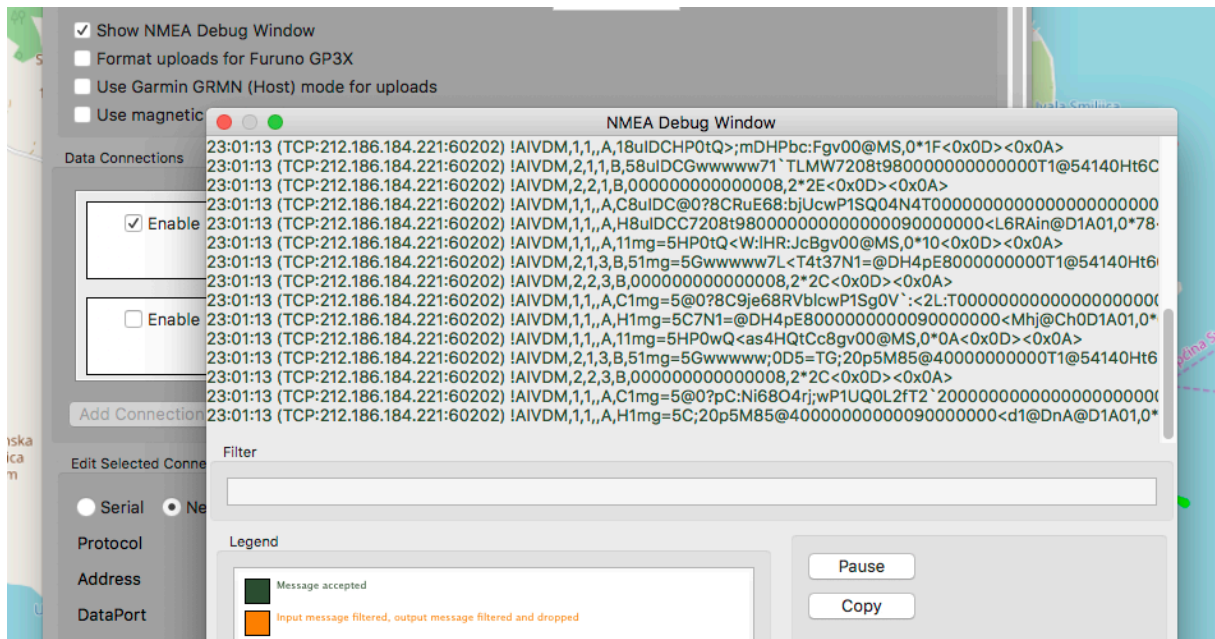 Show NMEA Debug Window
Format uploads for Furuno GP3X
Use Garmin GRMN (Host) mode for uploads
Use magnetic
NMEA Debug Window
Data Connections
Enable
Enable
Add Connection
Edit Selected Conne
Serial Ne
Protocol
Address
DataPort
23:01:13 (TCP:212.186.184.221:60202) !AIVDM,1,1,,A,18uIDCHP0tQ>;mDHPbc:Fgv00@MS,0*1F<0x0D><0x0A>
23:01:13 (TCP:212.186.184.221:60202) !AIVDM,2,1,1,B,58uIDCGwwwww71`TLMW7208t980000000000000T1@54140Ht6C
23:01:13 (TCP:212.186.184.221:60202) !AIVDM,2,2,1,B,000000000000008,2*2E<0x0D><0x0A>
23:01:13 (TCP:212.186.184.221:60202) !AIVDM,1,1,,A,C8uIDC@0?8CRuE68:bjUcwP1SQ04N4T0000000000000000000000
23:01:13 (TCP:212.186.184.221:60202) !AIVDM,1,1,,A,H8uIDCC7208t9800000000000000090000000<L6RAin@D1A01,0*78
23:01:13 (TCP:212.186.184.221:60202) !AIVDM,1,1,,A,11mg=5HP0tQ<W:lHR:JcBgv00@MS,0*10<0x0D><0x0A>
23:01:13 (TCP:212.186.184.221:60202) !AIVDM,2,1,3,B,51mg=5Gwwwww7L<T4t37N1=@DH4pE8000000000T1@54140Ht6
23:01:13 (TCP:212.186.184.221:60202) !AIVDM,2,2,3,B,000000000000008,2*2C<0x0D><0x0A>
23:01:13 (TCP:212.186.184.221:60202) !AIVDM,1,1,,A,C1mg=5@0?8C9je68RVblcwP1Sg0V`:<2L:T00000000000000000
23:01:13 (TCP:212.186.184.221:60202) !AIVDM,1,1,,A,H1mg=5C7N1=@DH4pE8000000000090000000<Mhj@Ch0D1A01,0*
23:01:13 (TCP:212.186.184.221:60202) !AIVDM,1,1,,A,11mg=5HP0wQ<as4HQtCc8gv00@MS,0*0A<0x0D><0x0A>
23:01:13 (TCP:212.186.184.221:60202) !AIVDM,2,1,3,B,51mg=5Gwwwww;0D5=TG;20p5M85@40000000000T1@54140Ht6
23:01:13 (TCP:212.186.184.221:60202) !AIVDM,2,2,3,B,000000000000008,2*2C<0x0D><0x0A>
23:01:13 (TCP:212.186.184.221:60202) !AIVDM,1,1,,A,C1mg=5@0?pC:Ni68O4rj;wP1UQ0L2fT2`2000000000000000000
23:01:13 (TCP:212.186.184.221:60202) !AIVDM,1,1,,A,H1mg=5C;20p5M85@40000000000090000000<d1@DnA@D1A01,0*
Filter
Legend
Message accepted
Input message filtered, output message filtered and dropped
Pause
Copy